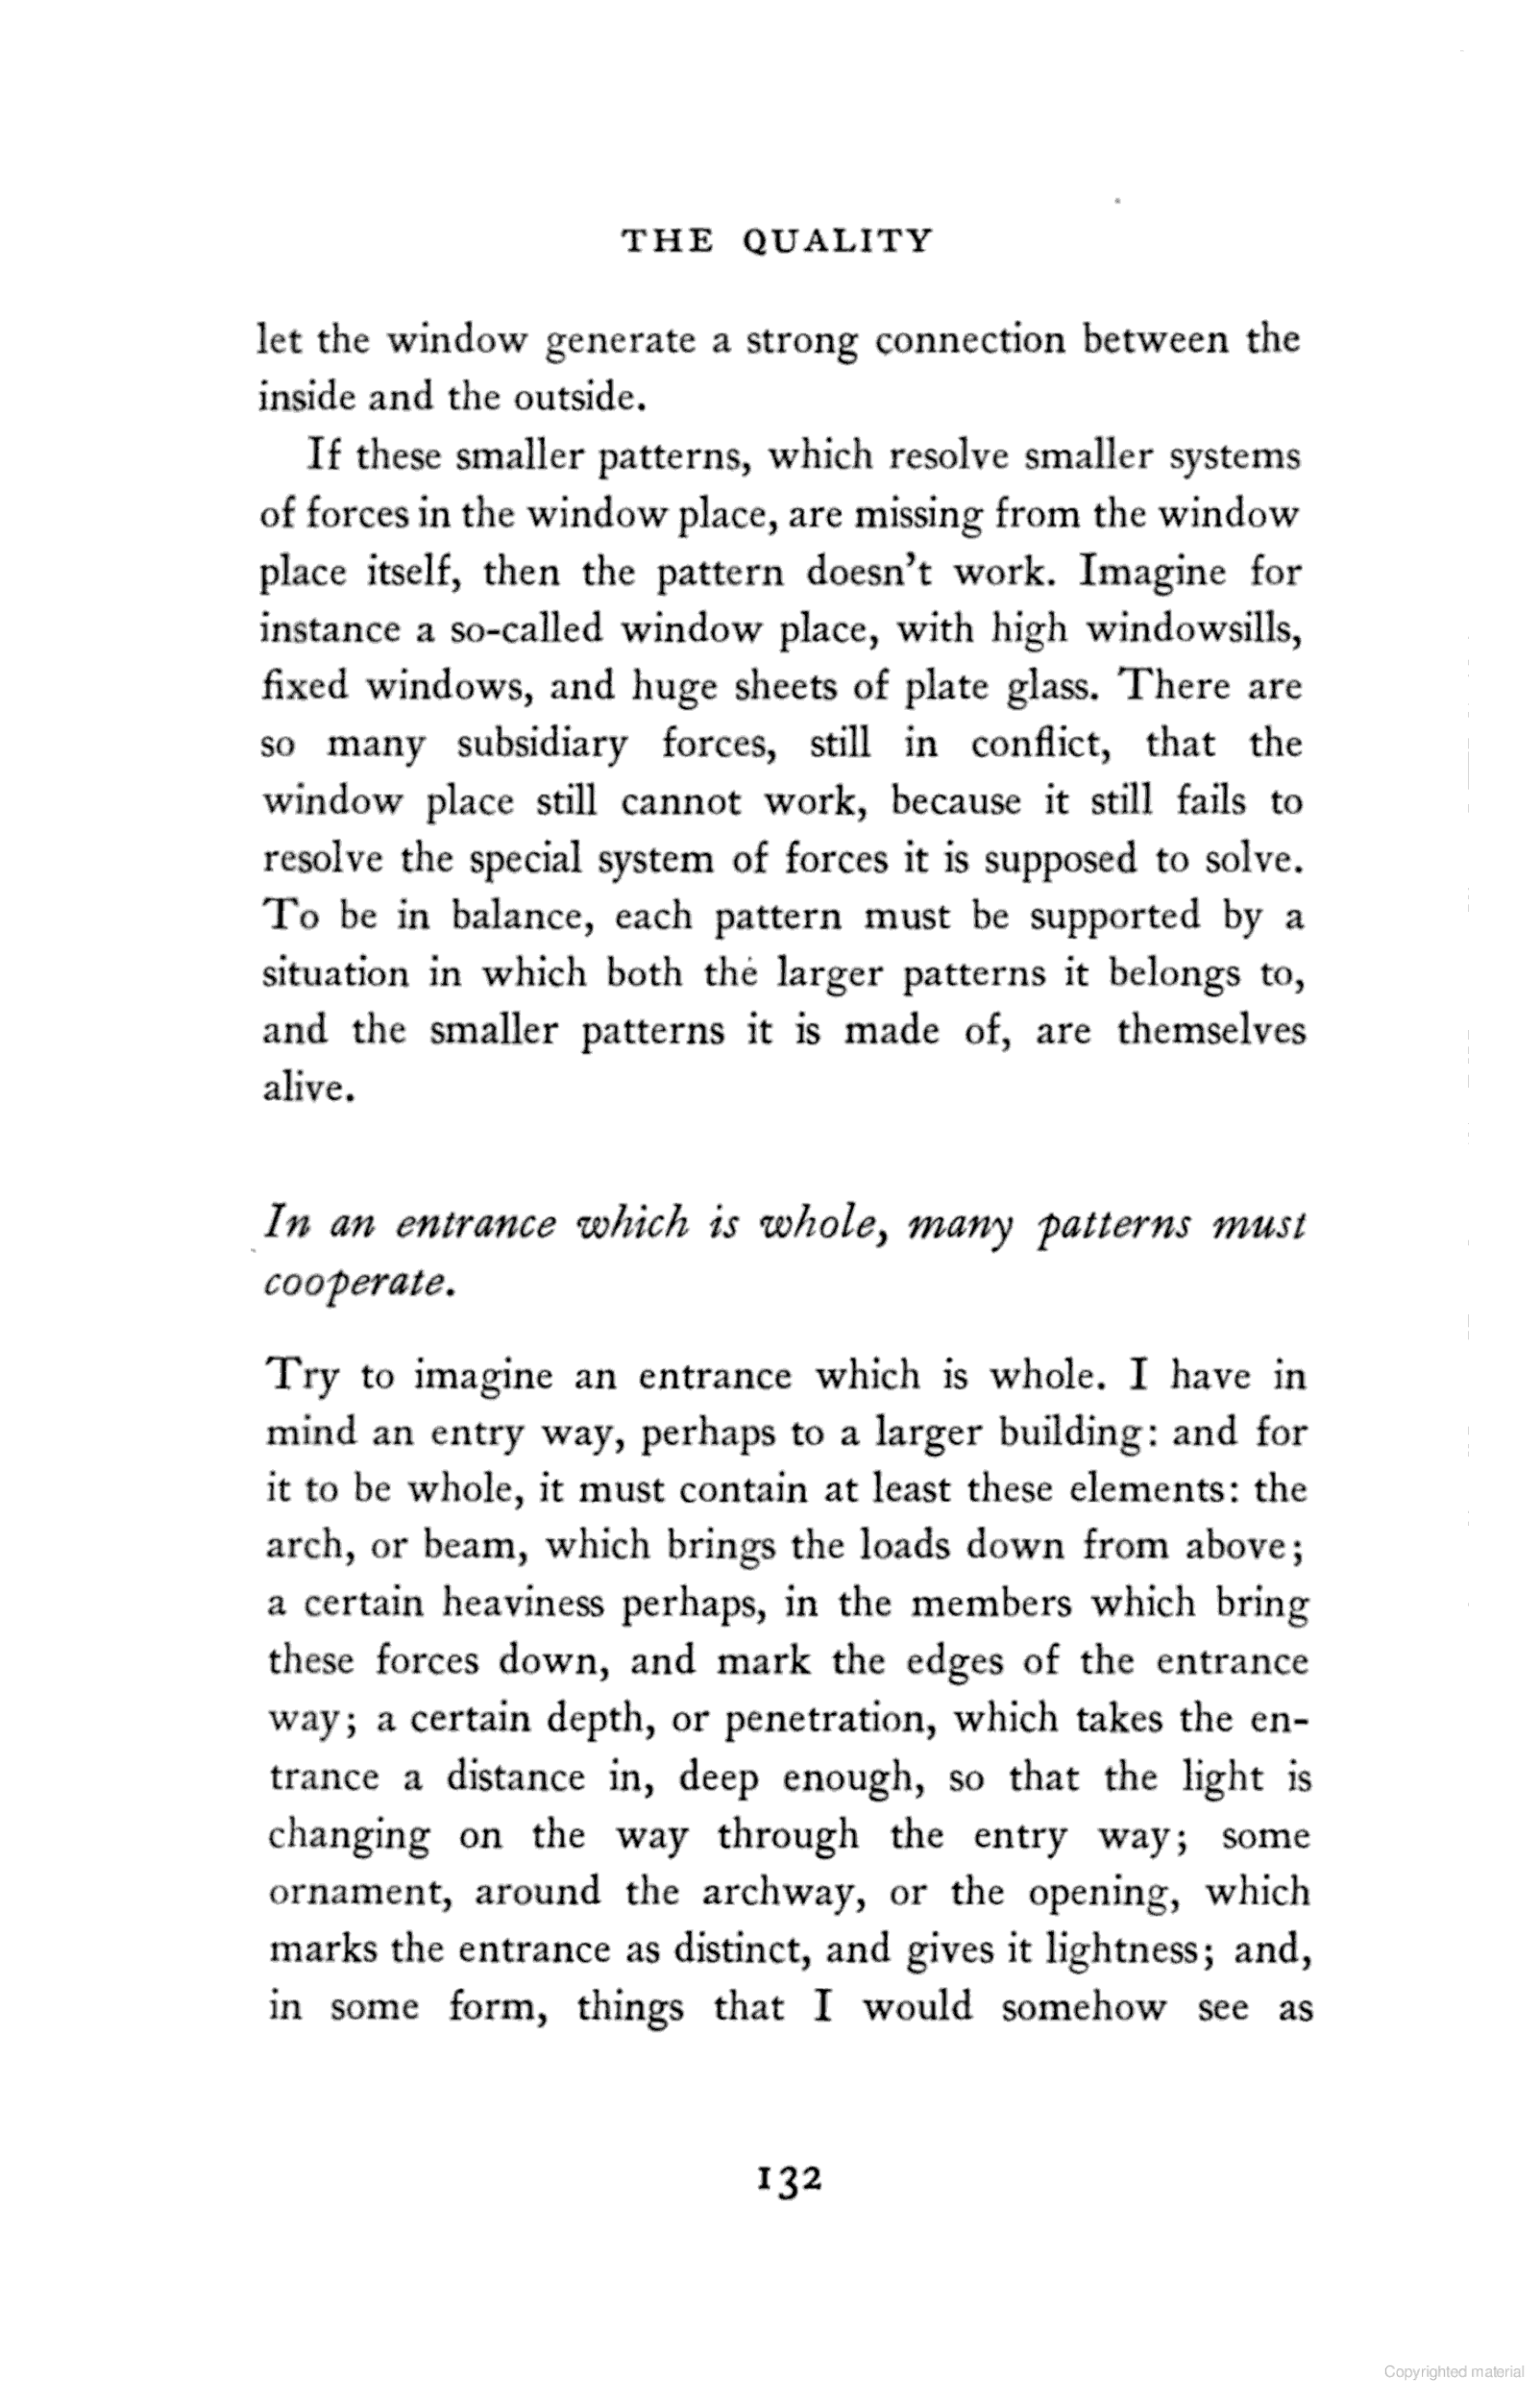 THE QUALITY
let the window generate a strong connection between the
inside and the outside.
If these smaller patterns, which resolve smaller systems
of forces in the window place, are missing from the window
place itself, then the pattern doesn't work. Imagine for
instance a so-called window place, with high windowsills,
fixed windows, and huge sheets of plate glass. There are
so many subsidiary forces, still in conflict, that the
window place still cannot work, because it still fails to
resolve the special system of forces it is supposed to solve.
To be in balance, each pattern must be supported by a
situation in which both the larger patterns it belongs to,
and the smaller patterns it is made of, are themselves
alive.
In an entrance which is whole, many patterns must
cooperate.
Try to imagine an entrance which is whole. I have in
mind an entry way, perhaps to a larger building: and for
it to be whole, it must contain at least these elements: the
arch, or beam, which brings the loads down from above;
a certain heaviness perhaps, in the members which bring
these forces down, and mark the edges of the entrance
way; a certain depth, or penetration, which takes the en-
trance a distance in, deep enough, so that the light is
changing on the way through the entry way; some
ornament, around the archway, or the opening, which
marks the entrance as distinct, and gives it lightness; and,
in some form, things that I would somehow see as
132
Copyrighted material